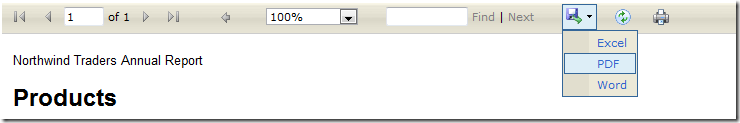 1 of 1 100% Find | Next
Excel
PDF
Word
Northwind Traders Annual Report
Products